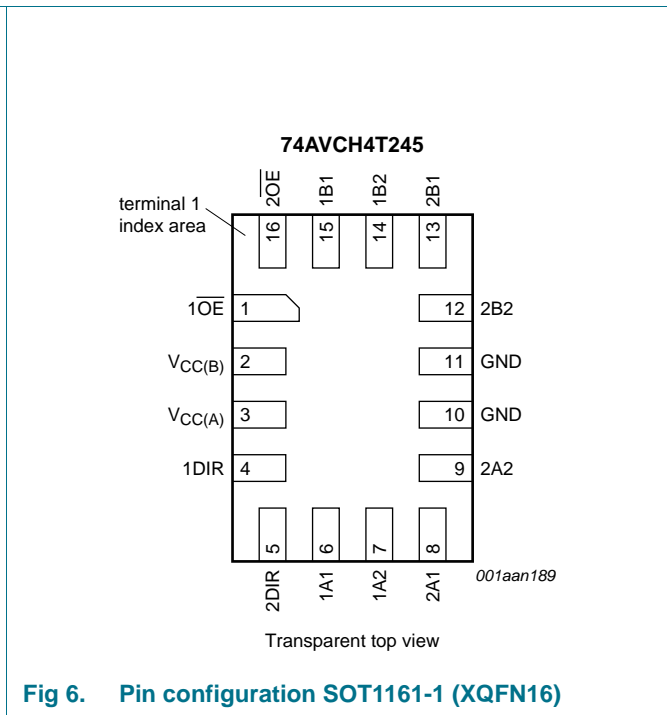 74AVCH4T245
terminal 1
index area
2OE 1B1 1B2 2B1
16 15 14 13
1OE 1 12 2B2
VCC(B) 2 11 GND
VCC(A) 3 10 GND
1DIR 4 9 2A2
5 6 7 8
2DIR 1A1 1A2 2A1
001aan189
Transparent top view
Fig 6. Pin configuration SOT1161-1 (XQFN16)